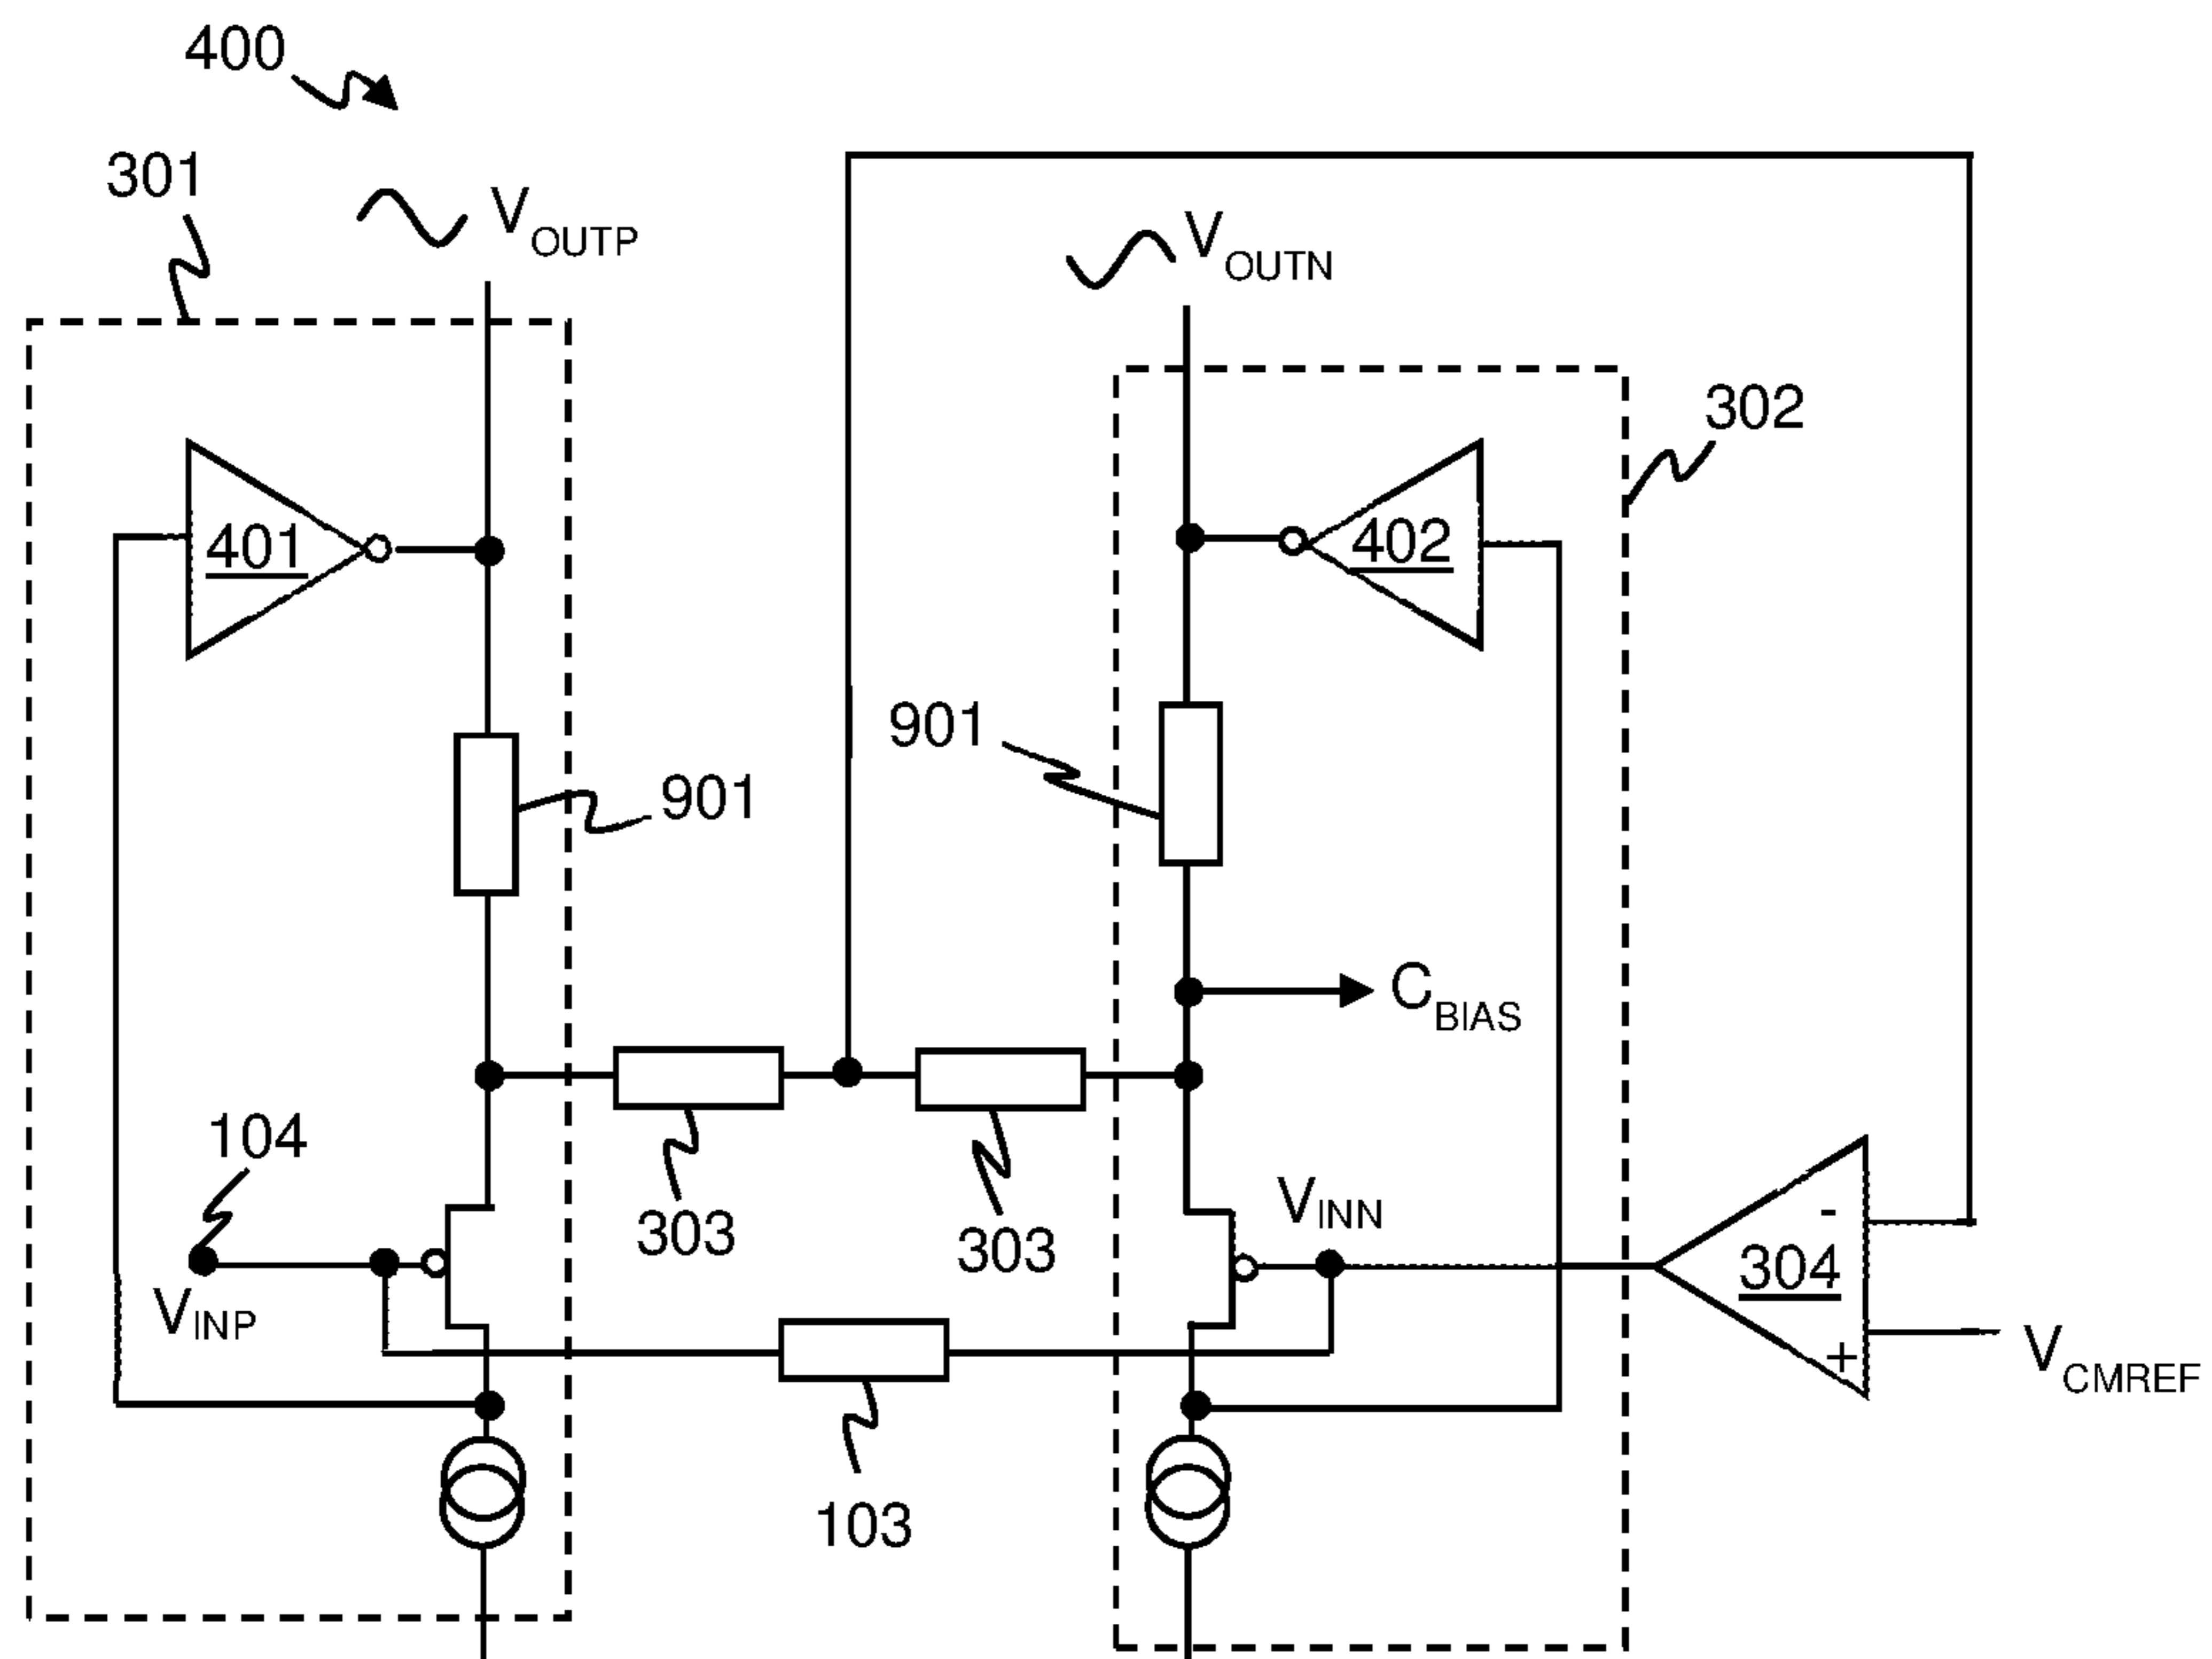 400
301
V OUTP
V OUTN
302
401
402
901
901
C BIAS
104
303
303
V INN
304
-
+
V INP
V CMREF
103